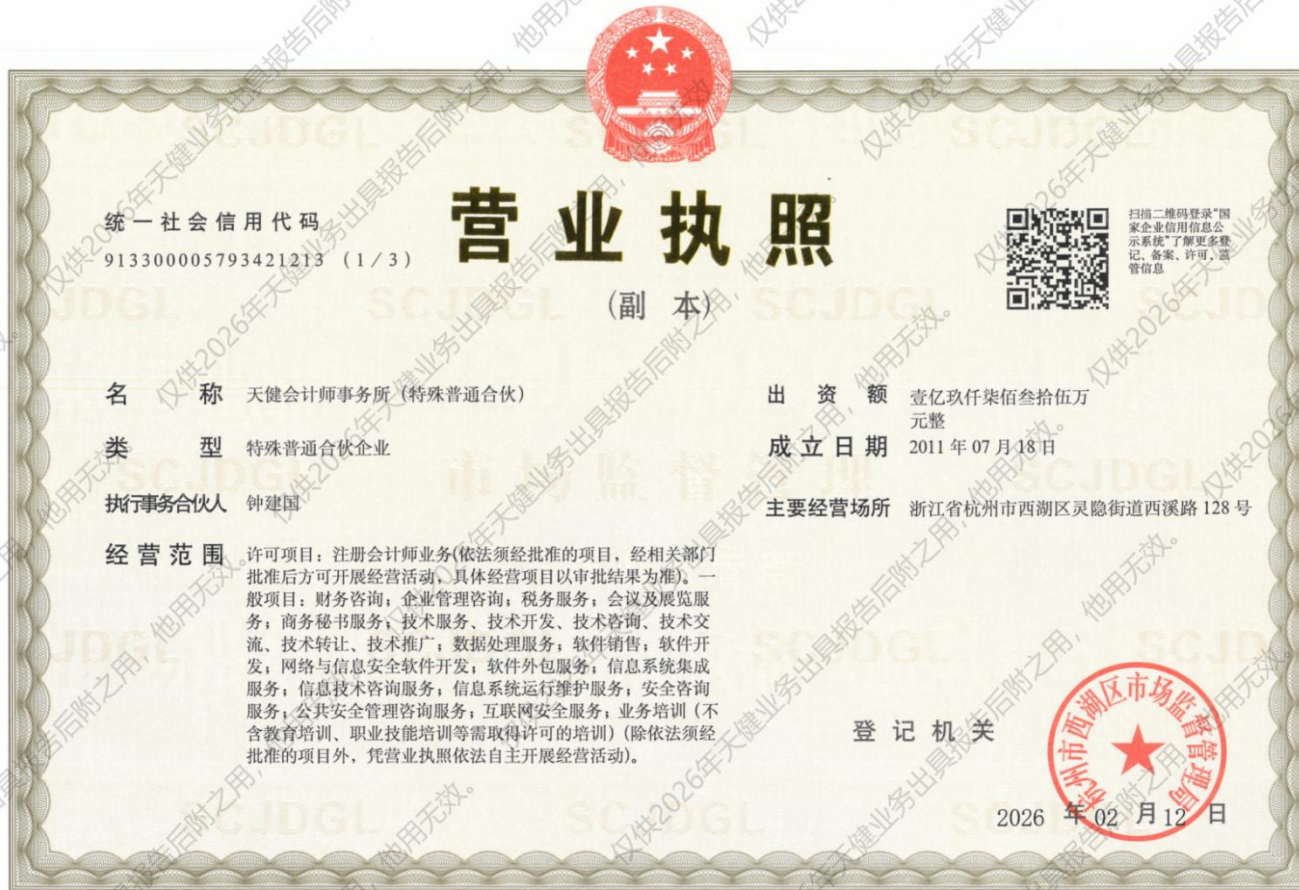 营业执照
（副 本）
统一社会信用代码
913300005793421213 (1/3)
扫描二维码登录“国
家企业信用信息公
示系统”了解更多登
记、备案、许可、监
管信息
名 称 天健会计师事务所（特殊普通合伙）
类 型 特殊普通合伙企业
执行事务合伙人 钟建国
经营范围 许可项目：注册会计师业务(依法须经批准的项目，经相关部门
批准后方可开展经营活动，具体经营项目以审批结果为准)。一
般项目：财务咨询；企业管理咨询；税务服务；会议及展览服
务；商务秘书服务；技术服务、技术开发、技术咨询、技术交
流、技术转让、技术推广；数据处理服务；软件销售；软件开
发；网络与信息安全软件开发；软件外包服务；信息系统集成
服务；信息技术咨询服务；信息系统运行维护服务；安全咨询
服务；公共安全管理咨询服务；互联网安全服务；业务培训（不
含教育培训、职业技能培训等需取得许可的培训）(除依法须经
批准的项目外，凭营业执照依法自主开展经营活动)。
出 资 额 壹亿玖仟柒佰叁拾伍万
元整
成立日期 2011 年 07 月 18 日
主要经营场所 浙江省杭州市西湖区灵隐街道西溪路 128 号
登 记 机 关
杭州市西湖区市场监督管理局
2026 年 02 月 12 日
仅供2026年天健业务出具报告后附之用，他用无效。
SCJDGL
市场监督管理